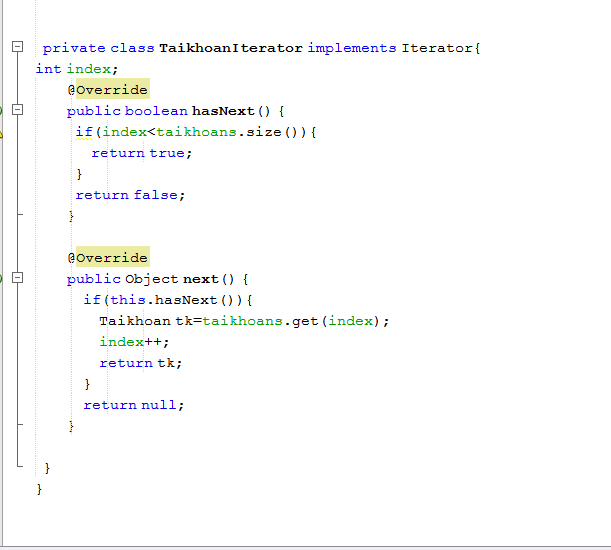 private class TaikhoanIterator implements Iterator{
int index;
@Override
public boolean hasNext() {
if(index<taikhoans.size()){
return true;
}
return false;
}
@Override
public Object next() {
if(this.hasNext()){
Taikhoan tk=taikhoans.get(index);
index++;
return tk;
}
return null;
}
}
}